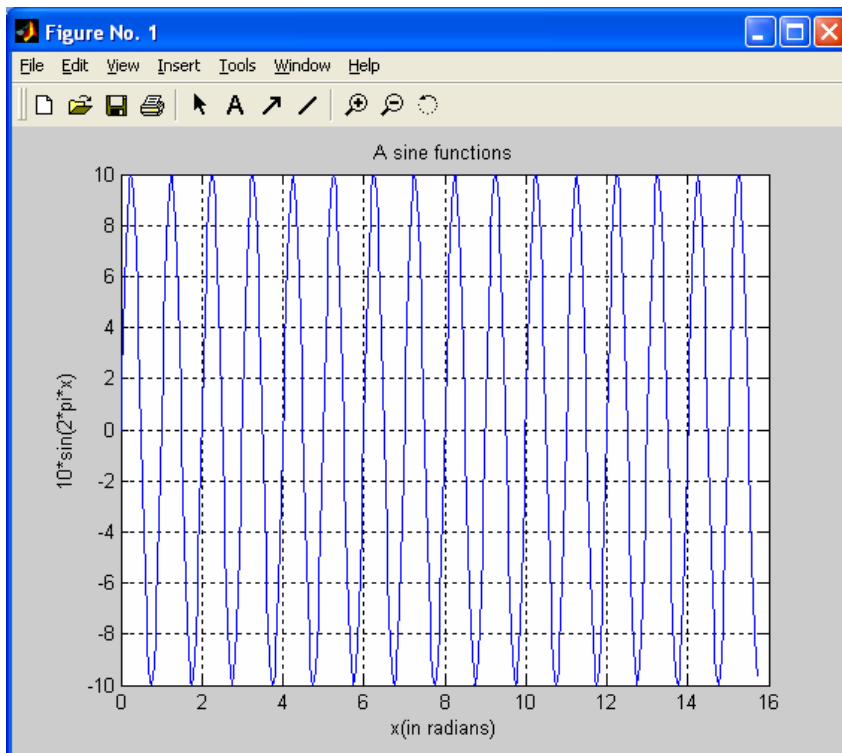 Figure No. 1
File Edit View Insert Tools Window Help
A
A sine functions
10
8
6
4
2
0
-2
-4
-6
-8
-10
10*sin(2*pi*x)
0 2 4 6 8 10 12 14 16
x(in radians)